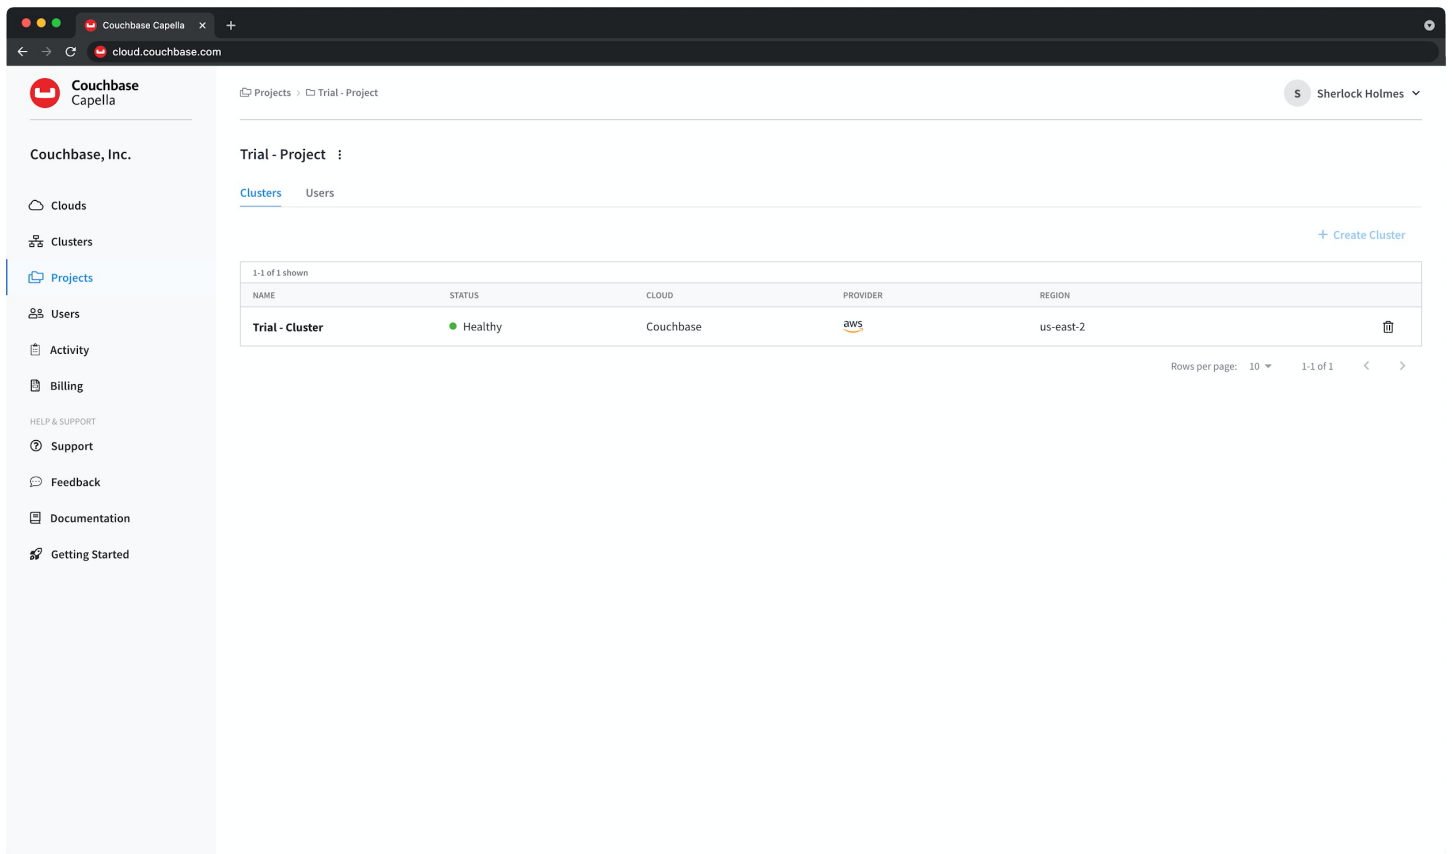 Couchbase Capella
cloud.couchbase.com
Couchbase
Capella
Projects > Trial - Project
S Sherlock Holmes
Couchbase, Inc.
Clouds
Clusters
Projects
Users
Activity
Billing
HELP & SUPPORT
Support
Feedback
Documentation
Getting Started
Trial - Project
Clusters Users
+ Create Cluster
1-1 of 1 shown
NAME STATUS CLOUD PROVIDER REGION
Trial - Cluster Healthy Couchbase aws us-east-2
Rows per page: 10 1-1 of 1